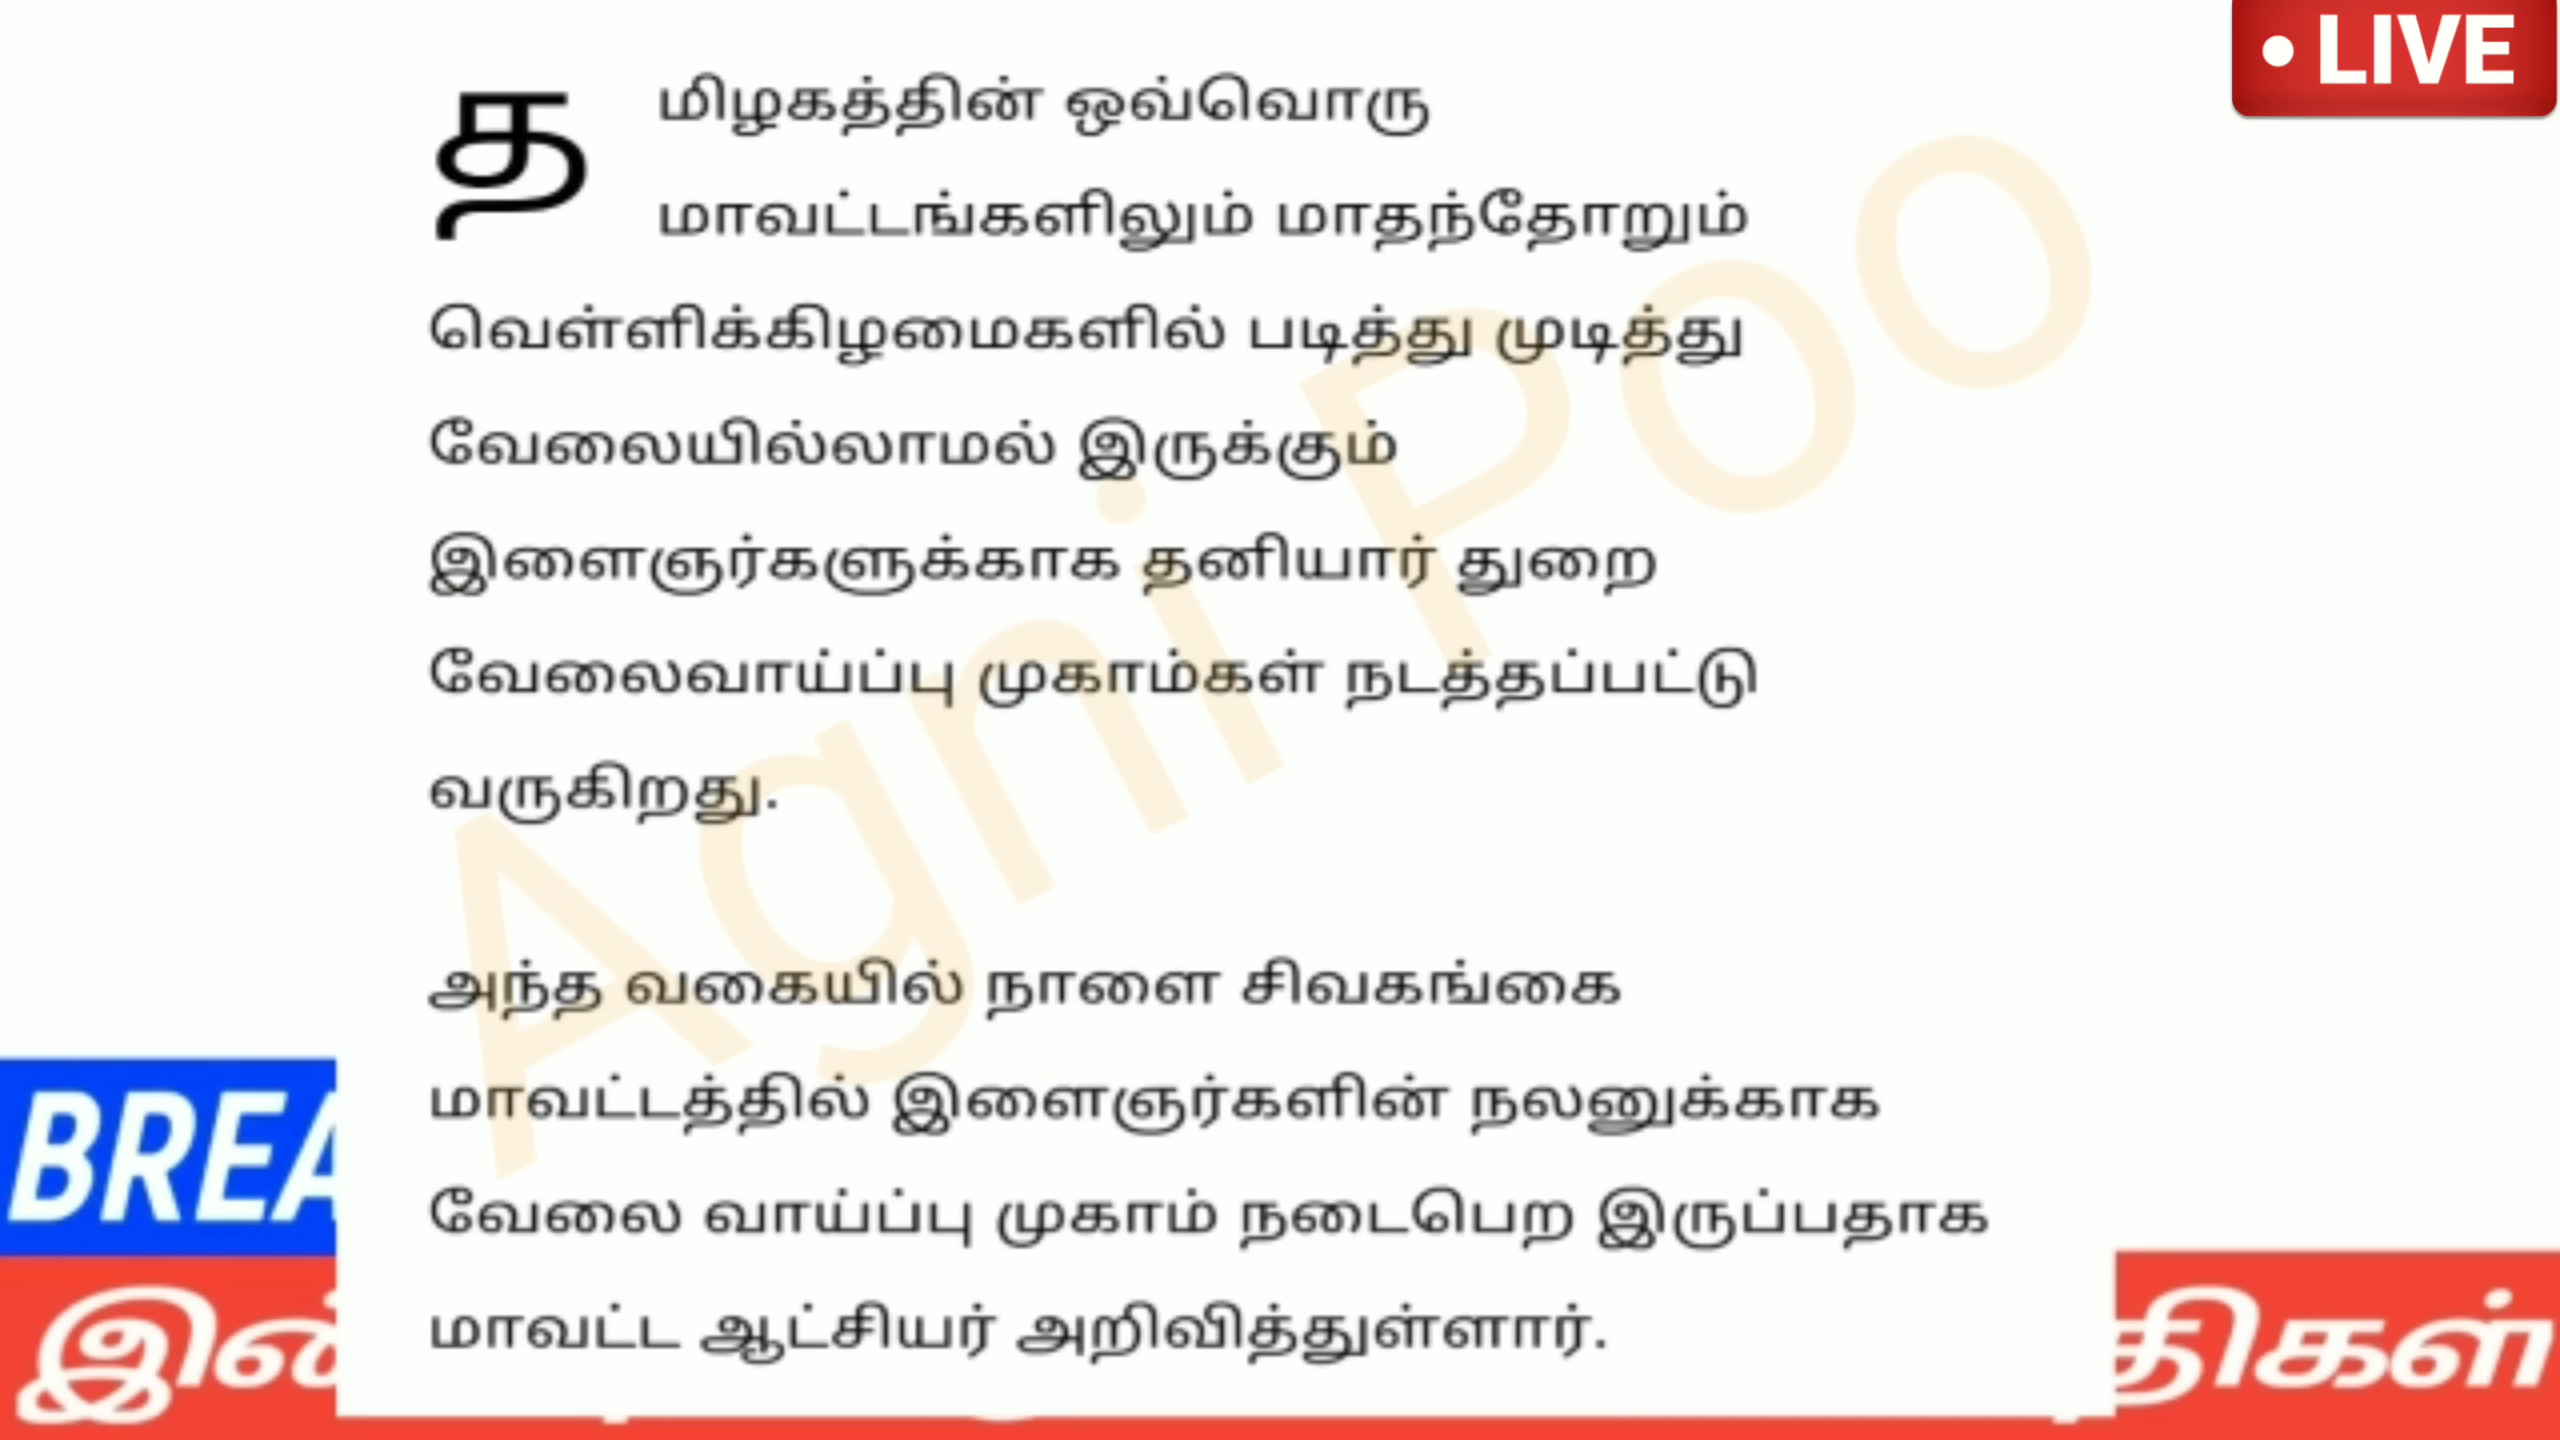 • LIVE
தமிழகத்தின் ஒவ்வொரு
மாவட்டங்களிலும் மாதந்தோறும்
வெள்ளிக்கிழமைகளில் படித்து முடித்து
வேலையில்லாமல் இருக்கும்
இளைஞர்களுக்காக தனியார் துறை
வேலைவாய்ப்பு முகாம்கள் நடத்தப்பட்டு
வருகிறது.
அந்த வகையில் நாளை சிவகங்கை
மாவட்டத்தில் இளைஞர்களின் நலனுக்காக
வேலை வாய்ப்பு முகாம் நடைபெற இருப்பதாக
மாவட்ட ஆட்சியர் அறிவித்துள்ளார்.
Agni Poo
BREA